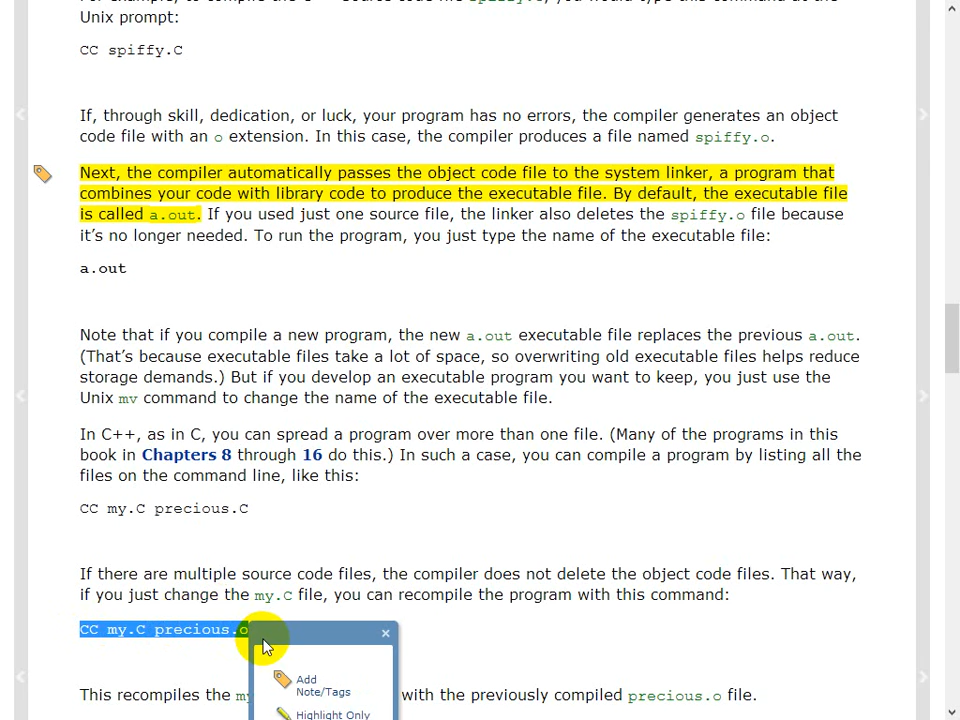 Unix prompt:
CC spiffy.C
If, through skill, dedication, or luck, your program has no errors, the compiler generates an object
code file with an o extension. In this case, the compiler produces a file named spiffy.o.
Next, the compiler automatically passes the object code file to the system linker, a program that
combines your code with library code to produce the executable file. By default, the executable file
is called a.out. If you used just one source file, the linker also deletes the spiffy.o file because
it’s no longer needed. To run the program, you just type the name of the executable file:
a.out
Note that if you compile a new program, the new a.out executable file replaces the previous a.out.
(That’s because executable files take a lot of space, so overwriting old executable files helps reduce
storage demands.) But if you develop an executable program you want to keep, you just use the
Unix mv command to change the name of the executable file.
In C++, as in C, you can spread a program over more than one file. (Many of the programs in this
book in Chapters 8 through 16 do this.) In such a case, you can compile a program by listing all the
files on the command line, like this:
CC my.C precious.C
If there are multiple source code files, the compiler does not delete the object code files. That way,
if you just change the my.C file, you can recompile the program with this command:
CC my.C precious.o
×
Add
Note/Tags
This recompiles the with the previously compiled precious.o file.
Highlight Only